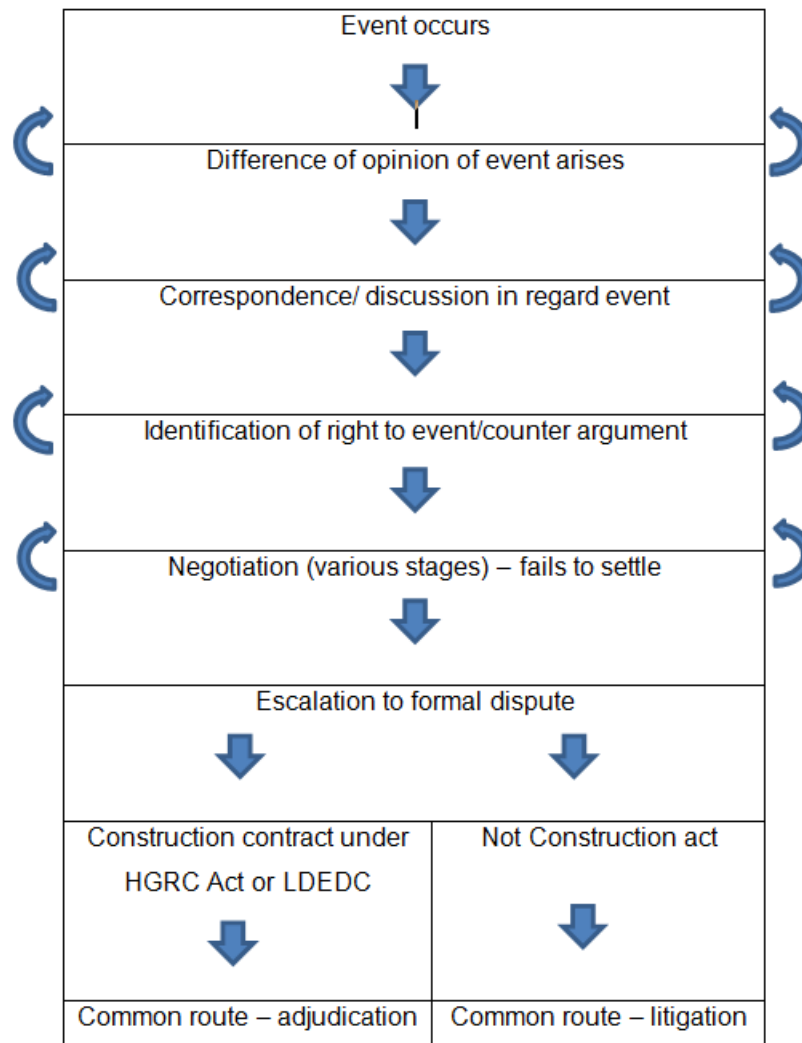 Event occurs
Difference of opinion of event arises
Correspondence/ discussion in regard event
Identification of right to event/counter argument
Negotiation (various stages) – fails to settle
Escalation to formal dispute
Construction contract under
HGRC Act or LDEDC
Not Construction act
Common route – adjudication
Common route – litigation